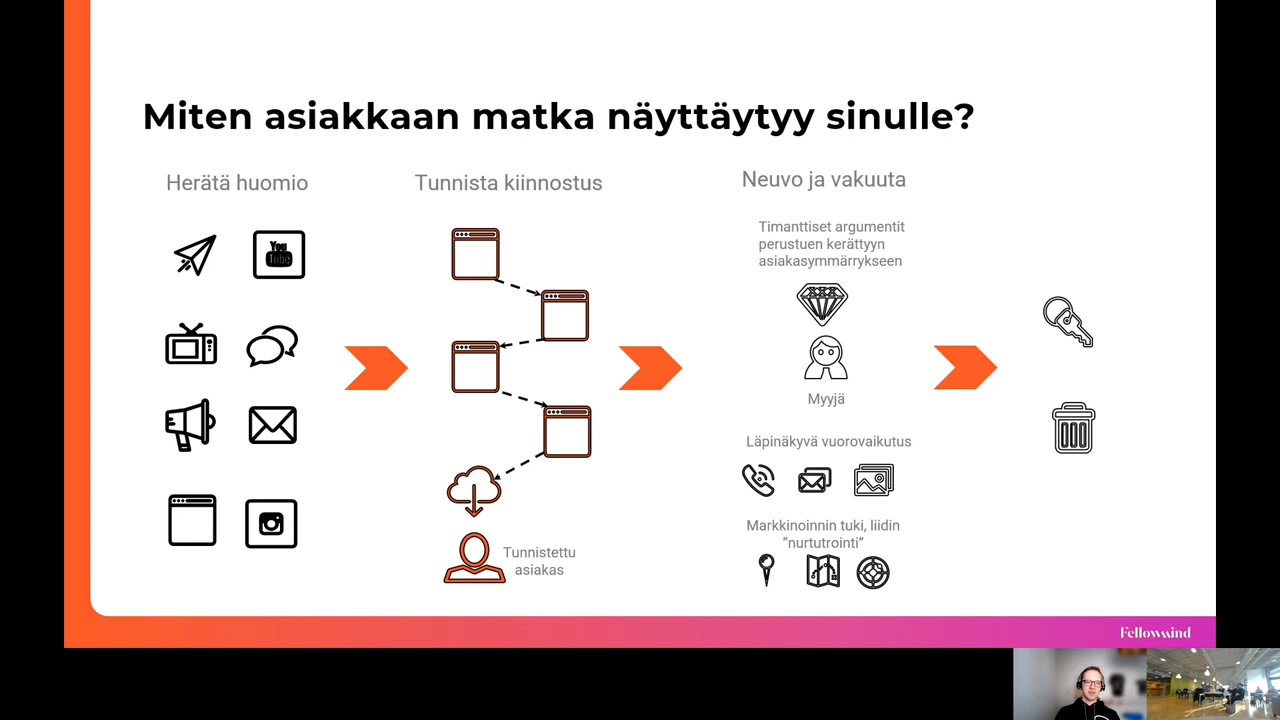 Miten asiakkaan matka näyttäytyy sinulle?
Herätä huomio
You
Tube
Tunnista kiinnostus
Tunnistettu
asiakas
Neuvo ja vakuuta
Timanttiset argumentit
perustuen kerättyyn
asiakasymmärrykseen
Myyjä
Läpinäkyvä vuorovaikutus
Markkinoinnin tuki, liidin
”nurtutrointi”
Fellowmind